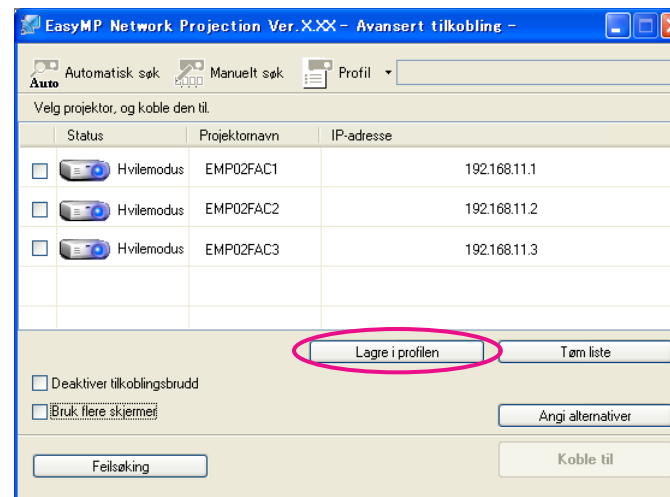 EasyMP Network Projection Ver.X.XX - Avansert tilkobling -
Auto Automatisk søk Manuelt søk Profil
Velg projektor, og koble den til.
Status Projektornavn IP-adresse
Hvilemodus EMP02FAC1 192.168.11.1
Hvilemodus EMP02FAC2 192.168.11.2
Hvilemodus EMP02FAC3 192.168.11.3
Lagre i profilen Tøm liste
Deaktiver tilkoblingsbrudd
Bruk flere skjermer Angi alternativer
Feilsøking Koble til